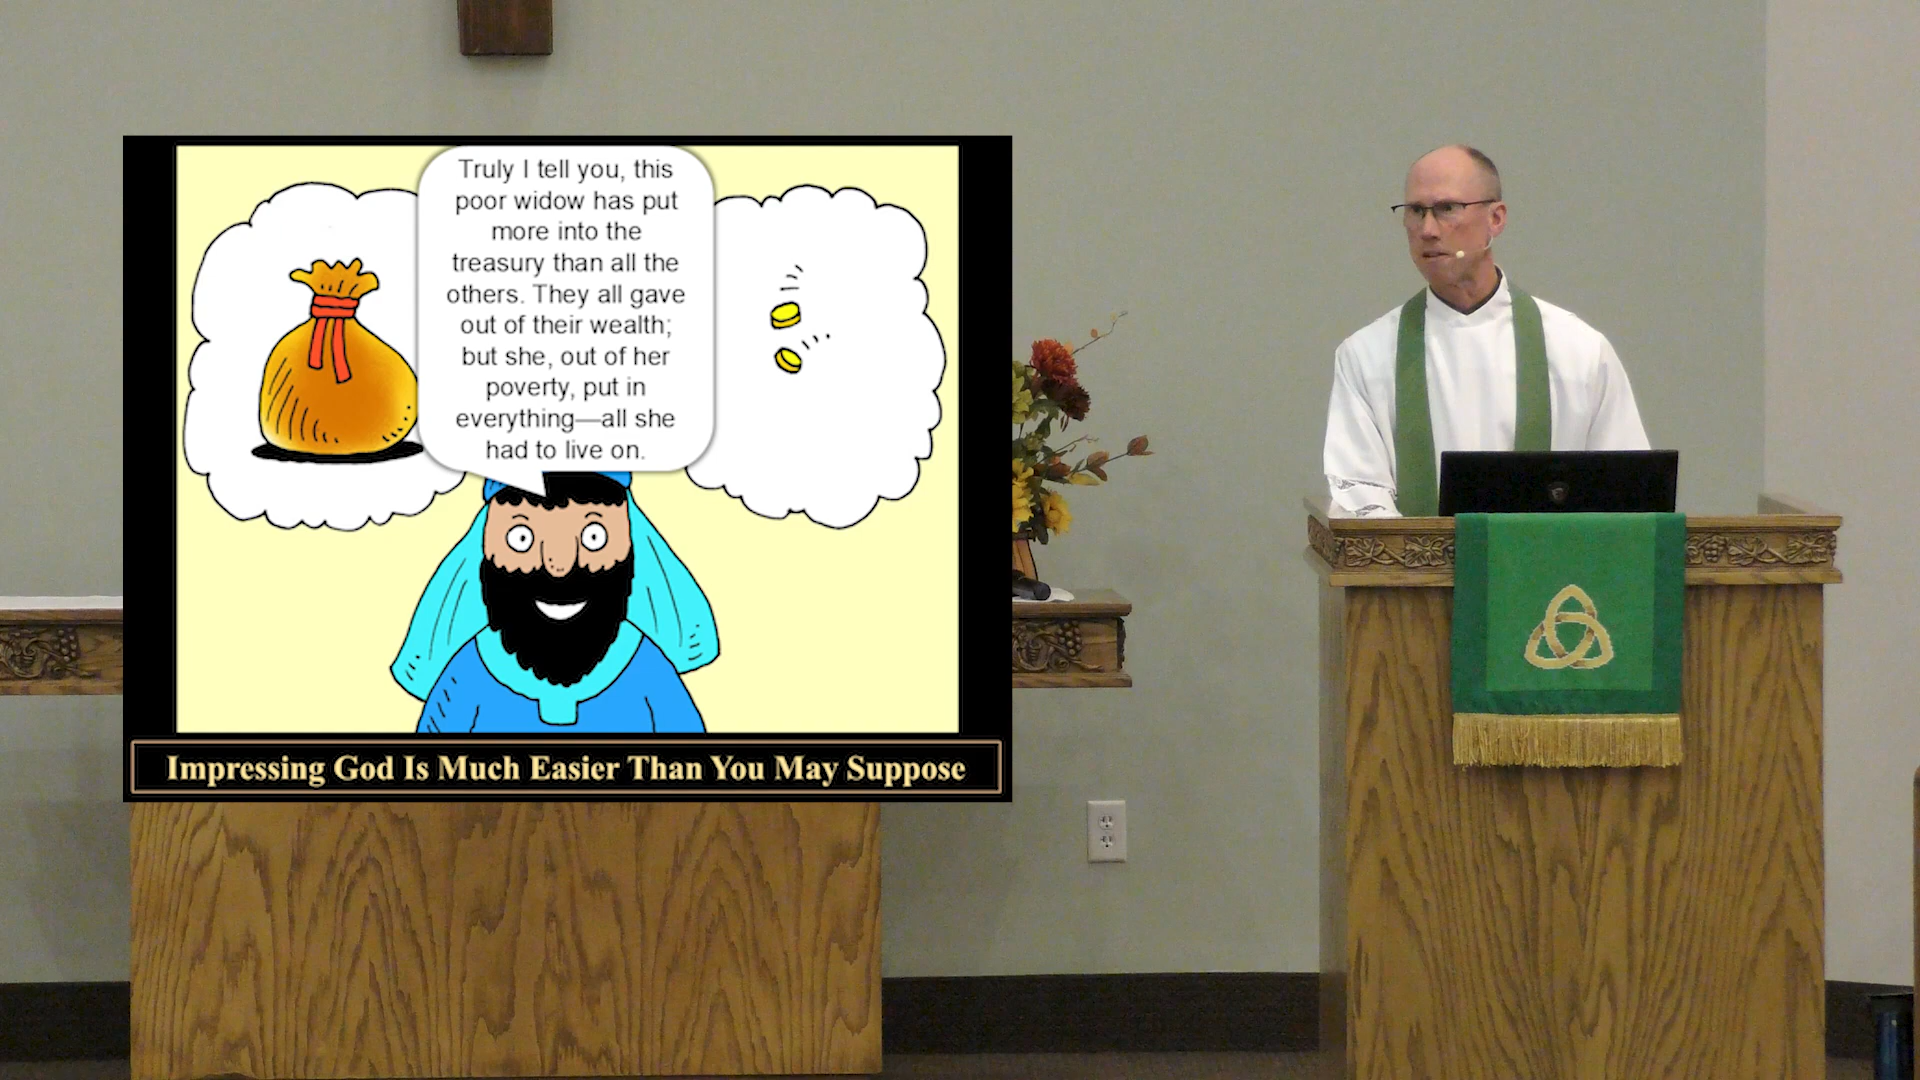 Truly I tell you, this
poor widow has put
more into the
treasury than all the
others. They all gave
out of their wealth;
but she, out of her
poverty, put in
everything—all she
had to live on.
Impressing God Is Much Easier Than You May Suppose